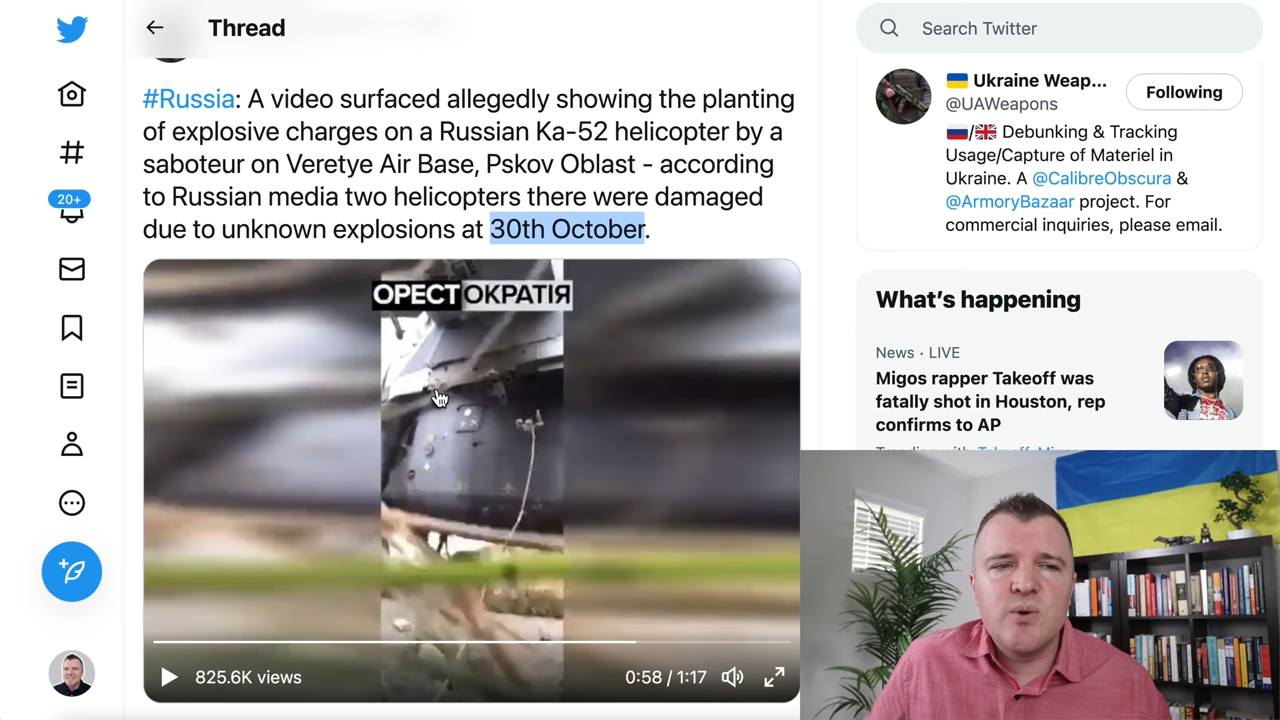 Thread
Search Twitter
#Russia: A video surfaced allegedly showing the planting
of explosive charges on a Russian Ka-52 helicopter by a
saboteur on Veretye Air Base, Pskov Oblast - according
to Russian media two helicopters there were damaged
due to unknown explosions at 30th October.
20+
ОРЕСТОКРАТІЯ
825.6K views
0:58 / 1:17
Ukraine Weap...
Following
@UAWeapons
/ Debunking & Tracking
Usage/Capture of Materiel in
Ukraine. A @CalibreObscura &
@ArmoryBazaar project. For
commercial inquiries, please email.
What's happening
News · LIVE
Migos rapper Takeoff was
fatally shot in Houston, rep
confirms to AP